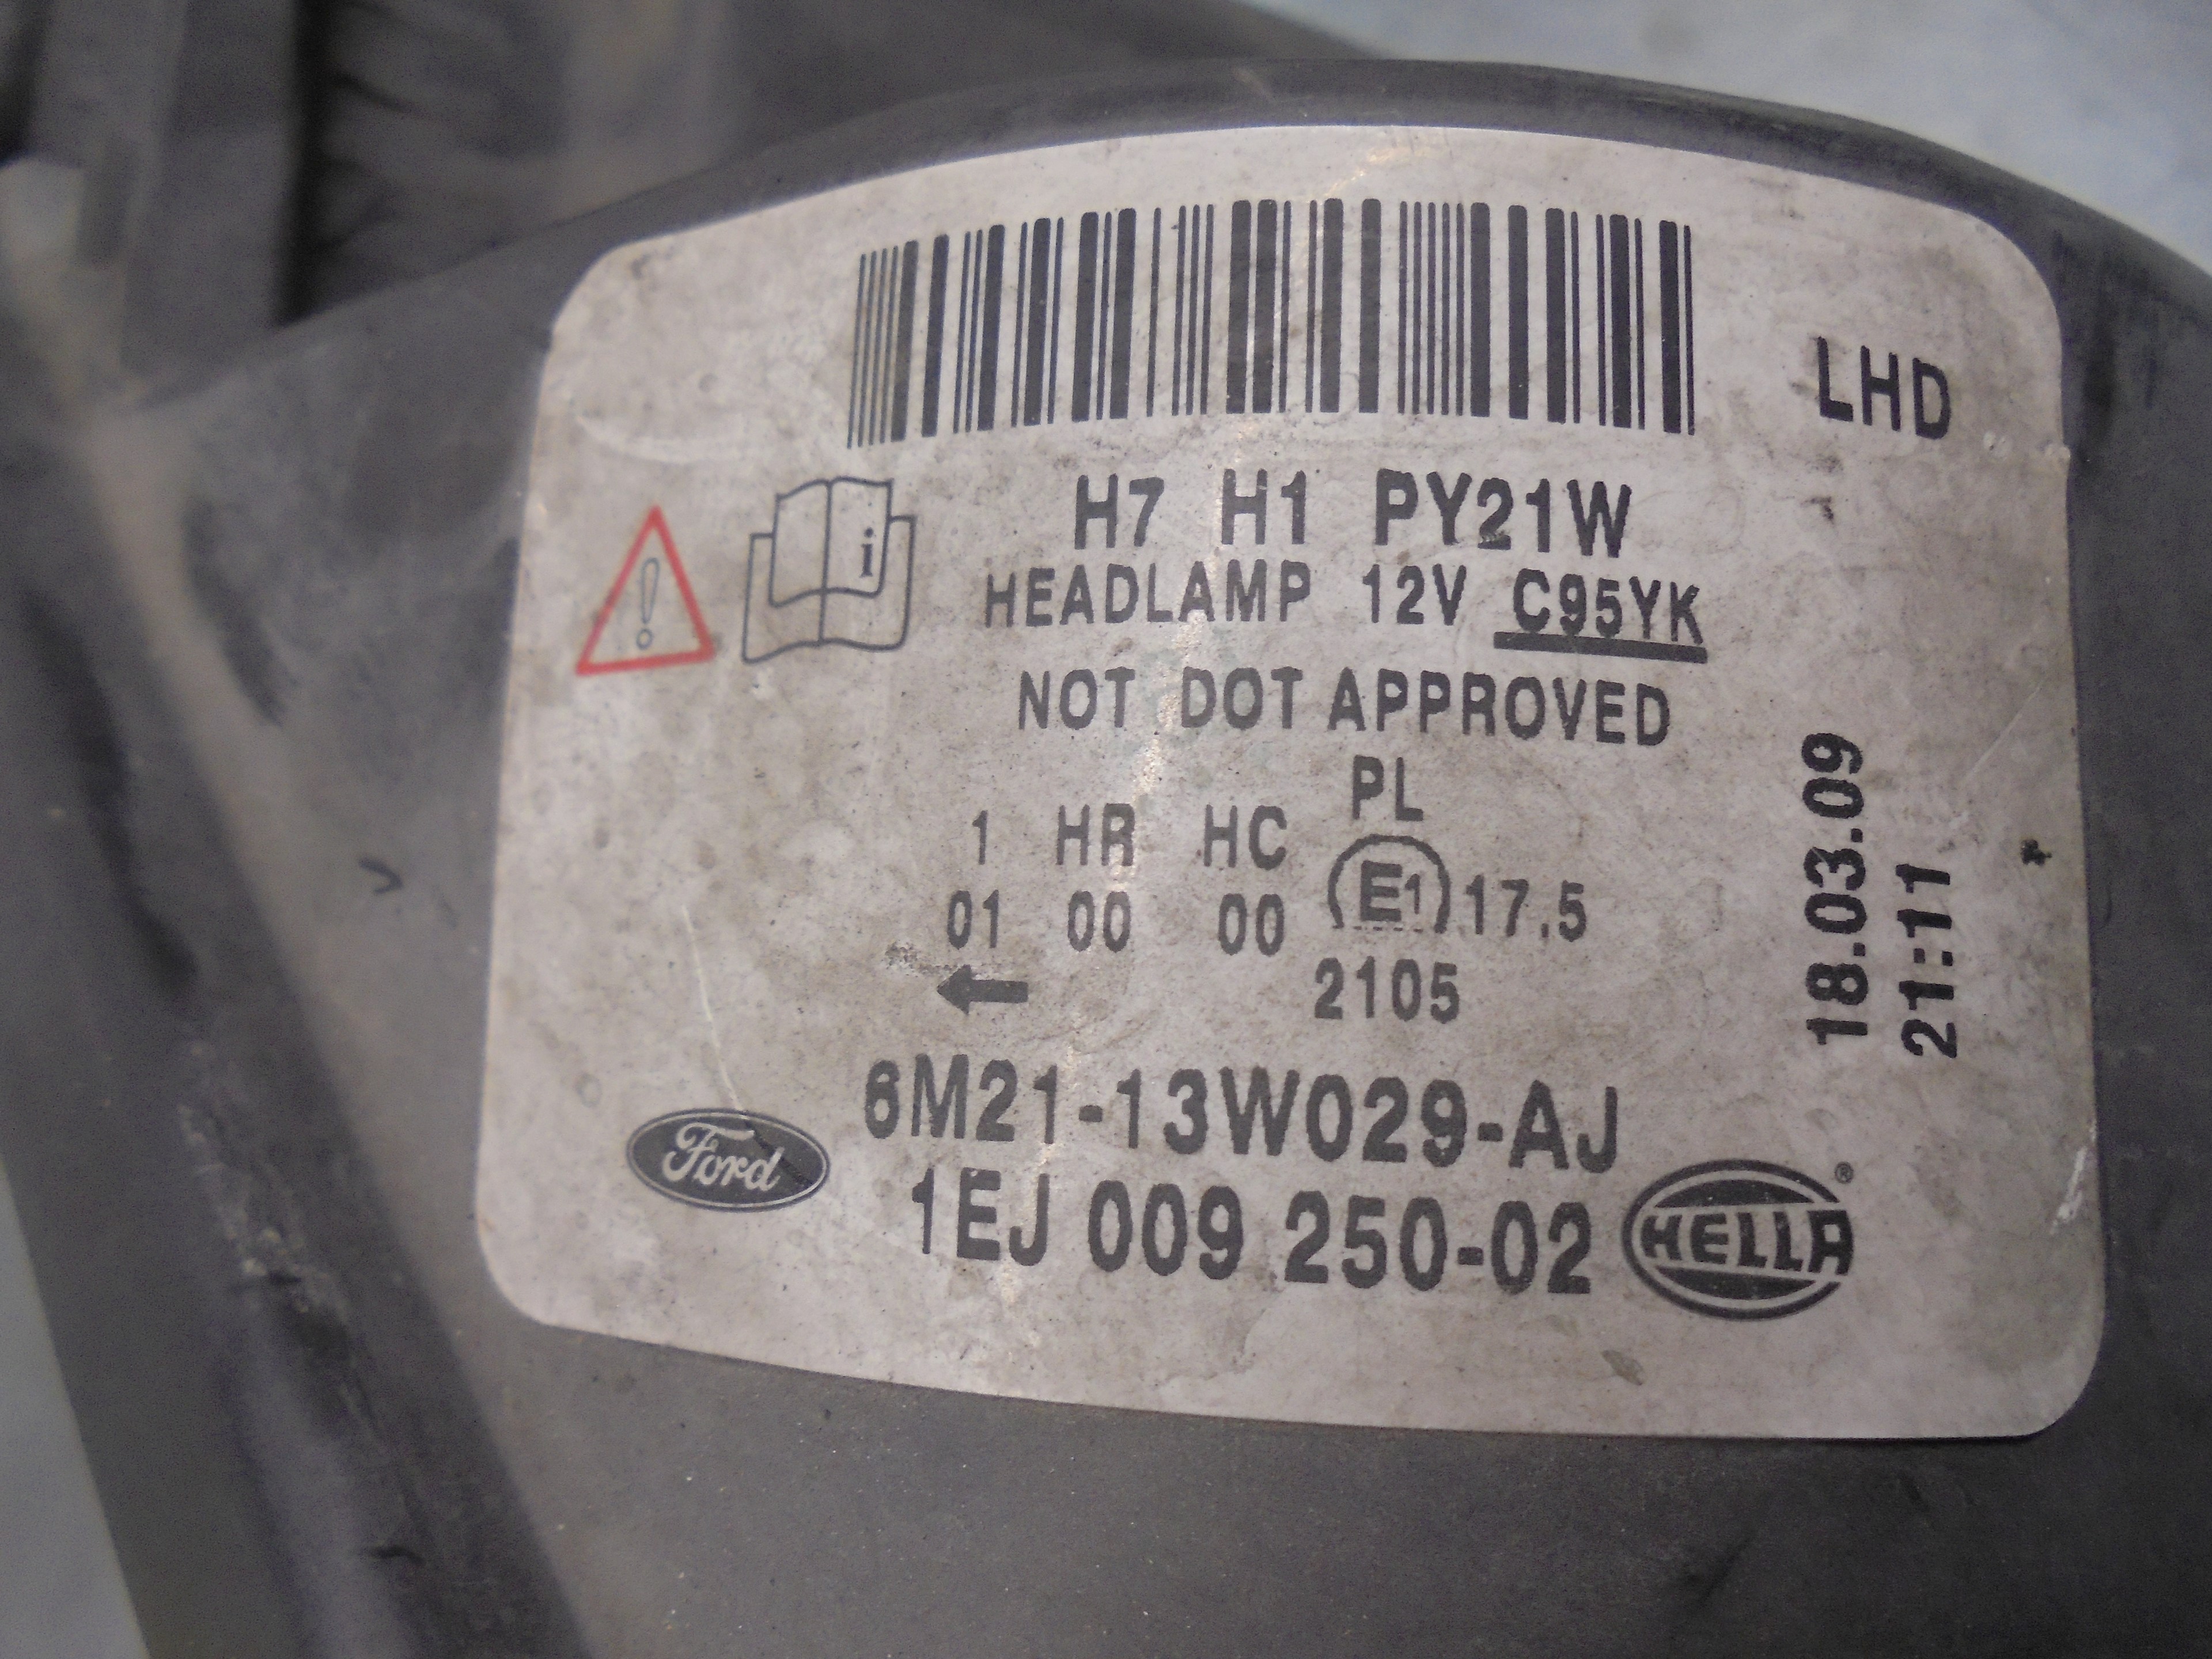 LHD
H7 H1 PY21W
HEADLAMP 12V C95YK
NOT DOT APPROVED
PL
1 HR HC
01 00 00 E1 17.5
2105
18.03.09
21:11
6M21-13W029-AJ
Ford
1EJ 009 250-02
HELLA ®
i